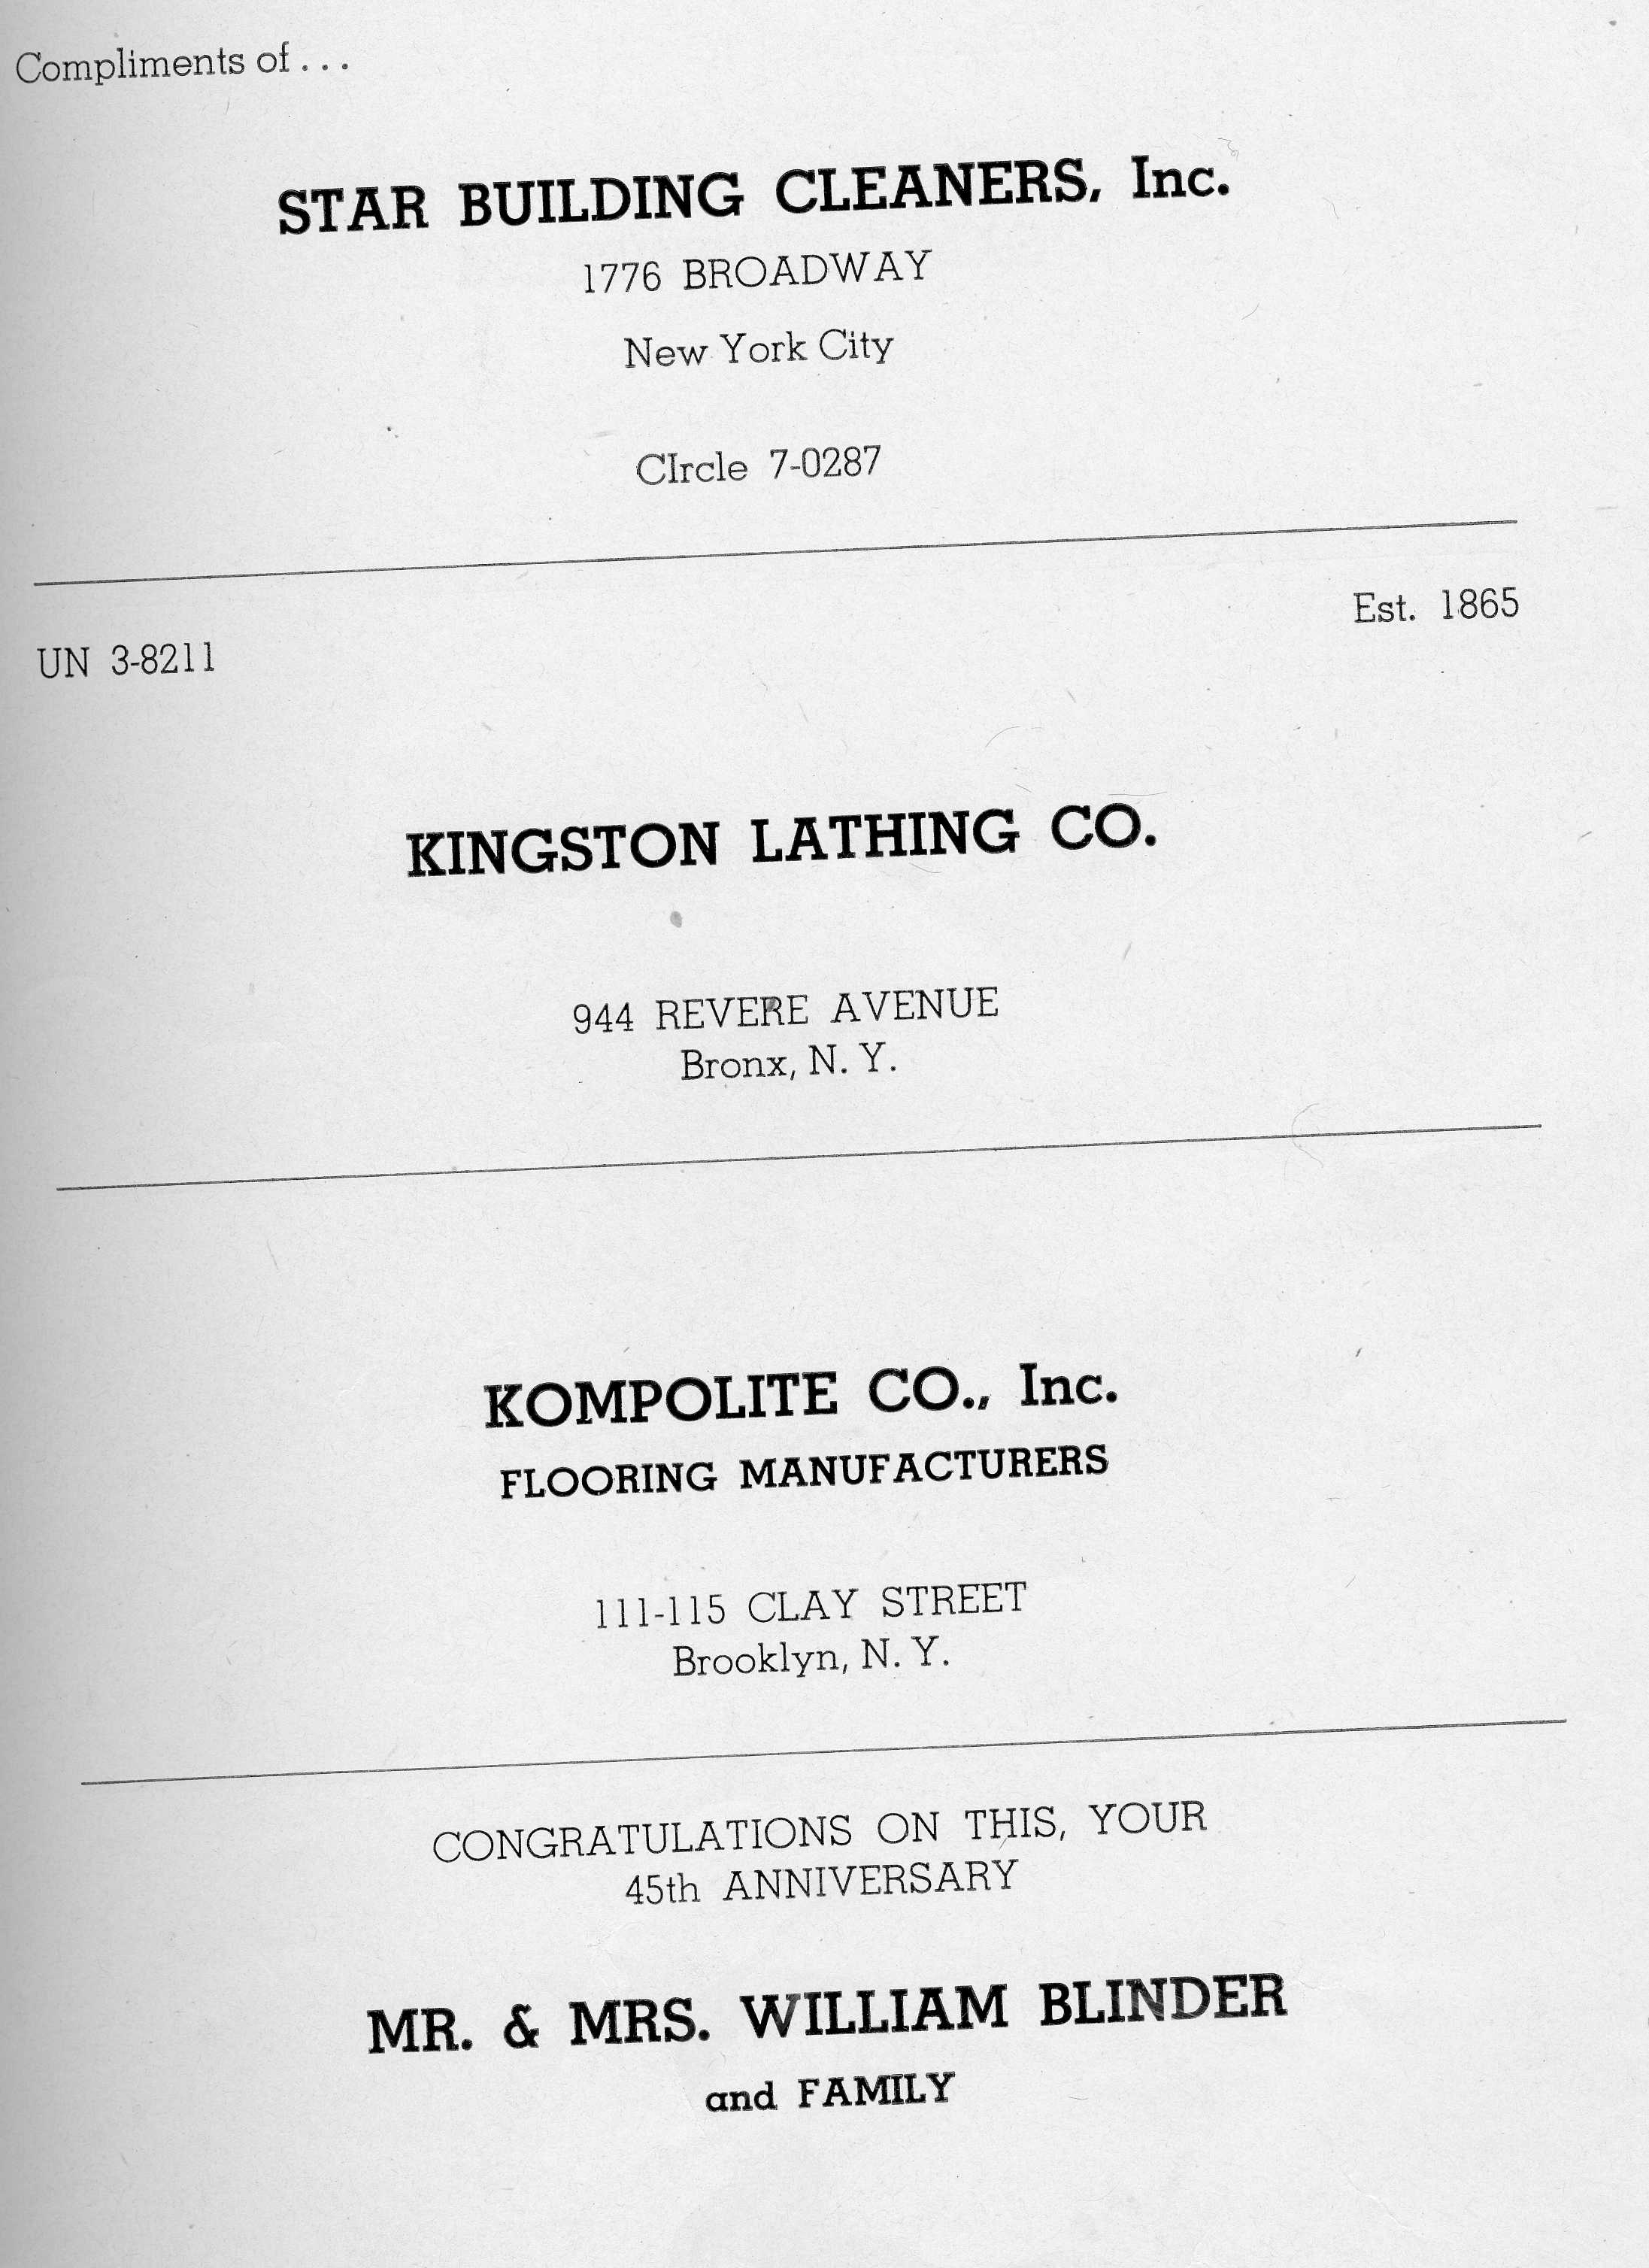 Compliments of . . .
STAR BUILDING CLEANERS, Inc.
1776 BROADWAY
New York City
CIrcle 7-0287
Est. 1865
UN 3-8211
KINGSTON LATHING CO.
944 REVERE AVENUE
Bronx, N. Y.
KOMPOLITE CO., Inc.
FLOORING MANUFACTURERS
111-115 CLAY STREET
Brooklyn, N. Y.
CONGRATULATIONS ON THIS, YOUR
45th ANNIVERSARY
MR. & MRS. WILLIAM BLINDER
and FAMILY